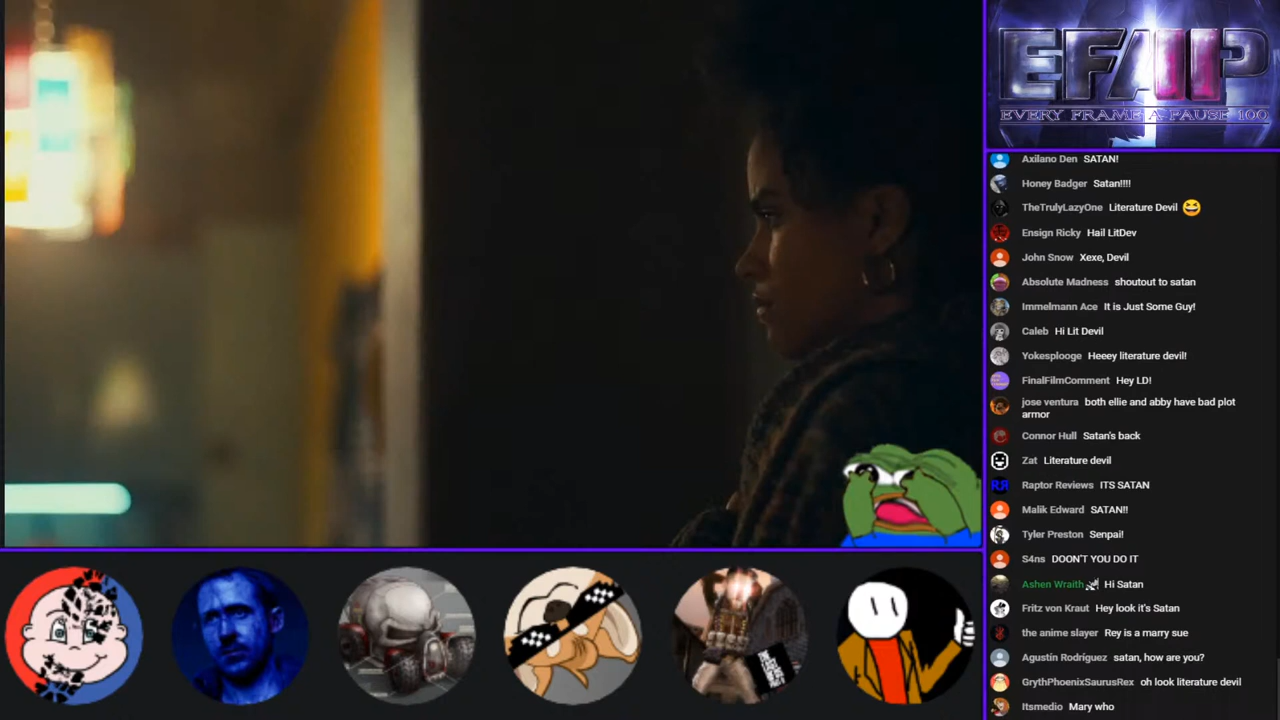 EFAP
EVERY FRAME A PAUSE 100
Axilano Den SATAN!
Honey Badger Satan!!!!
TheTrulyLazyOne Literature Devil
Ensign Ricky Hail LitDev
John Snow Xexe, Devil
Absolute Madness shoutout to satan
Immelmann Ace It is Just Some Guy!
Caleb Hi Lit Devil
Yokesplooge Heeey literature devil!
FinalFilmComment Hey LD!
jose ventura both ellie and abby have bad plot
armor
Connor Hull Satan's back
Zat Literature devil
Raptor Reviews ITS SATAN
Malik Edward SATAN!!
Tyler Preston Senpai!
S4ns DOON'T YOU DO IT
Ashen Wraith Hi Satan
Fritz von Kraut Hey look it's Satan
the anime slayer Rey is a marry sue
Agustín Rodríguez satan, how are you?
GrythPhoenixSaurusRex oh look literature devil
Itsmedio Mary who